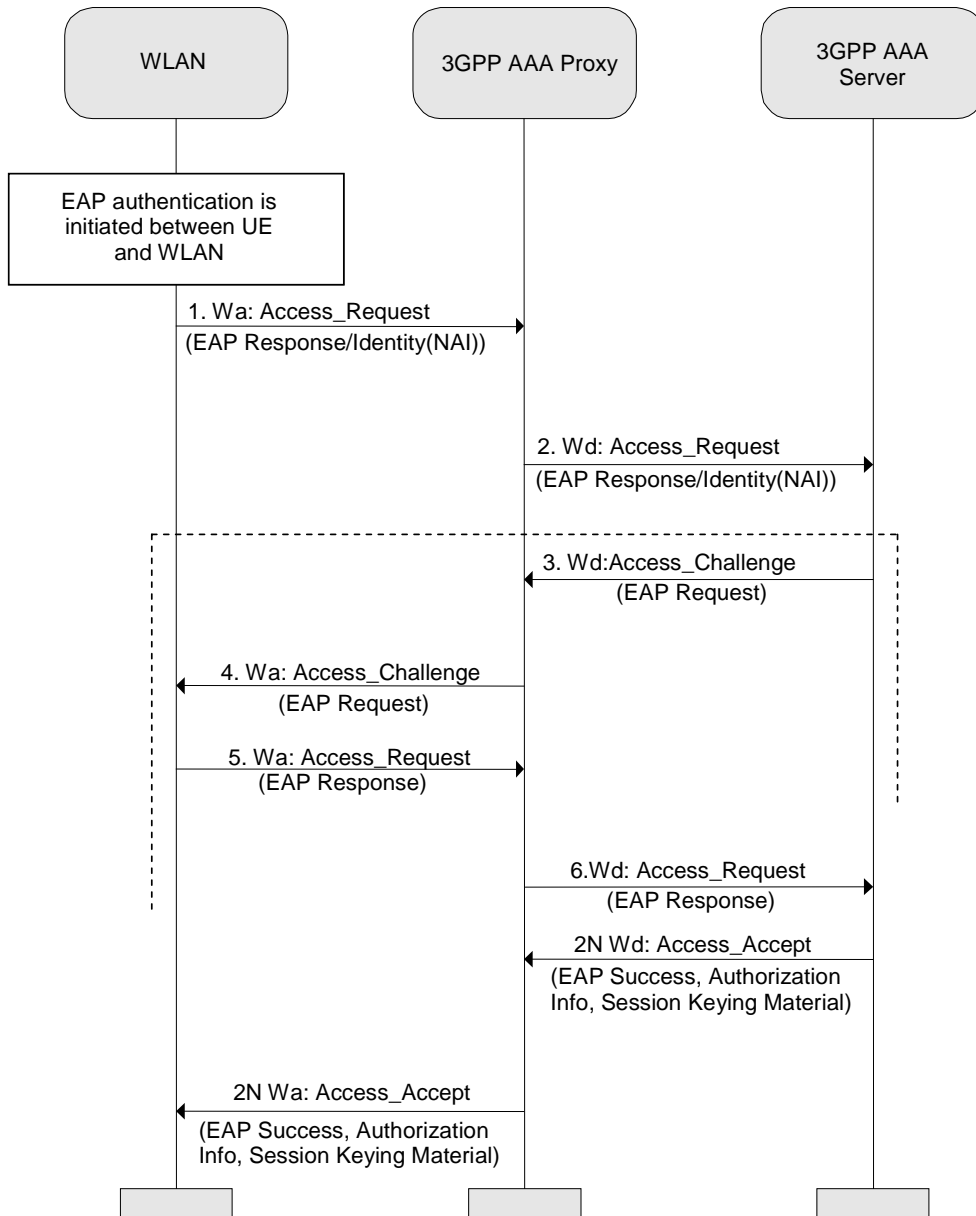 WLAN
3GPP AAA Proxy
3GPP AAA
Server
EAP authentication is
initiated between UE
and WLAN
1. Wa: Access_Request
(EAP Response/Identity(NAI))
2. Wd: Access_Request
(EAP Response/Identity(NAI))
3. Wd:Access_Challenge
(EAP Request)
4. Wa: Access_Challenge
(EAP Request)
5. Wa: Access_Request
(EAP Response)
6.Wd: Access_Request
(EAP Response)
2N Wd: Access_Accept
(EAP Success, Authorization
Info, Session Keying Material)
2N Wa: Access_Accept
(EAP Success, Authorization
Info, Session Keying Material)